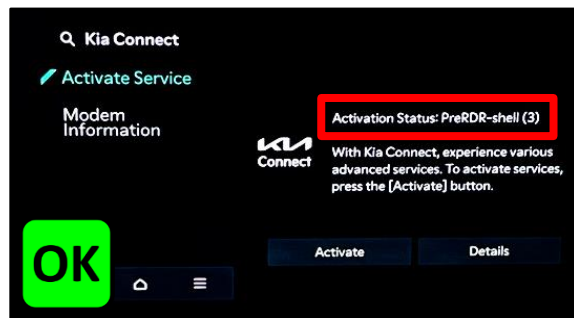 Kia Connect
Activate Service
Modem
Information
Activation Status: PreRDR-shell (3)
KIA
Connect
With Kia Connect, experience various
advanced services. To activate services,
press the [Activate] button.
Activate
Details
OK